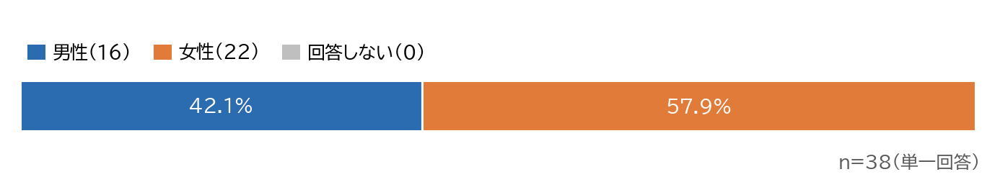 男性（16） 女性（22） 回答しない（0）
42.1% 57.9%
n=38（単一回答）